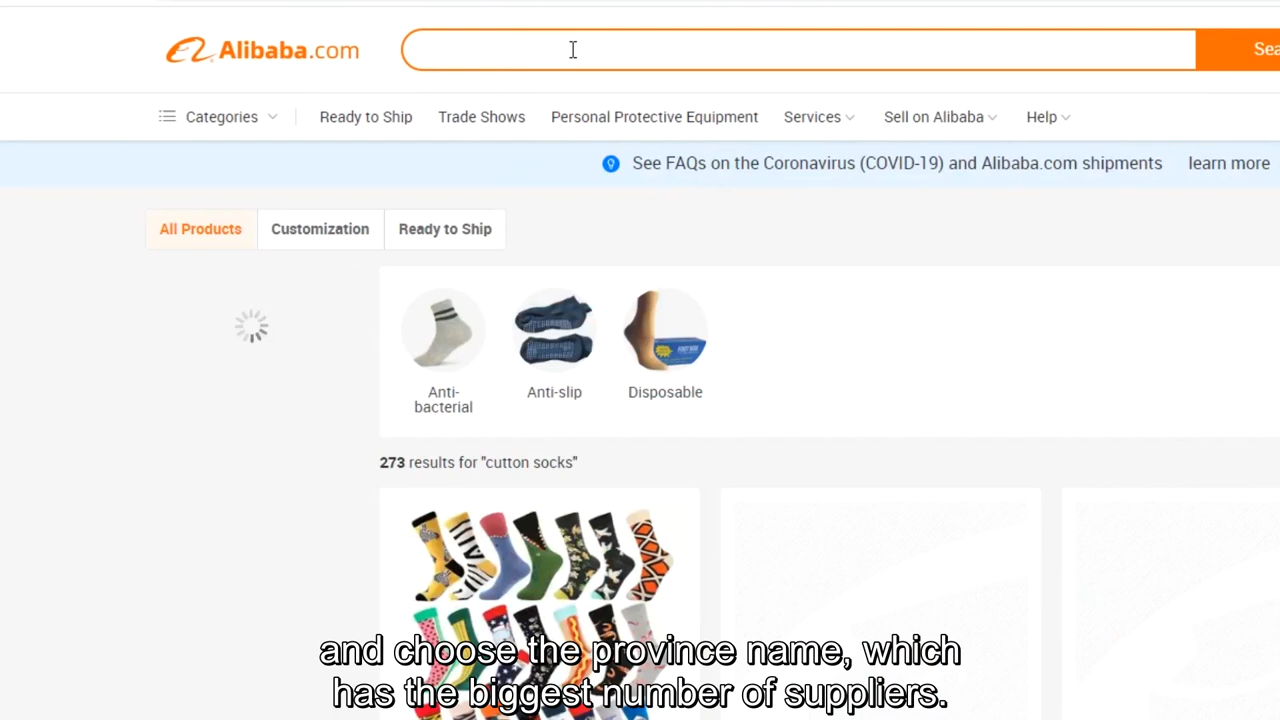 Alibaba.com
Sea
Categories
Ready to Ship
Trade Shows
Personal Protective Equipment
Services
Sell on Alibaba
Help
See FAQs on the Coronavirus (COVID-19) and Alibaba.com shipments learn more
All Products
Customization
Ready to Ship
Anti-
bacterial
Anti-slip
Disposable
273 results for "cutton socks"
and choose the province name, which
has the biggest number of suppliers.